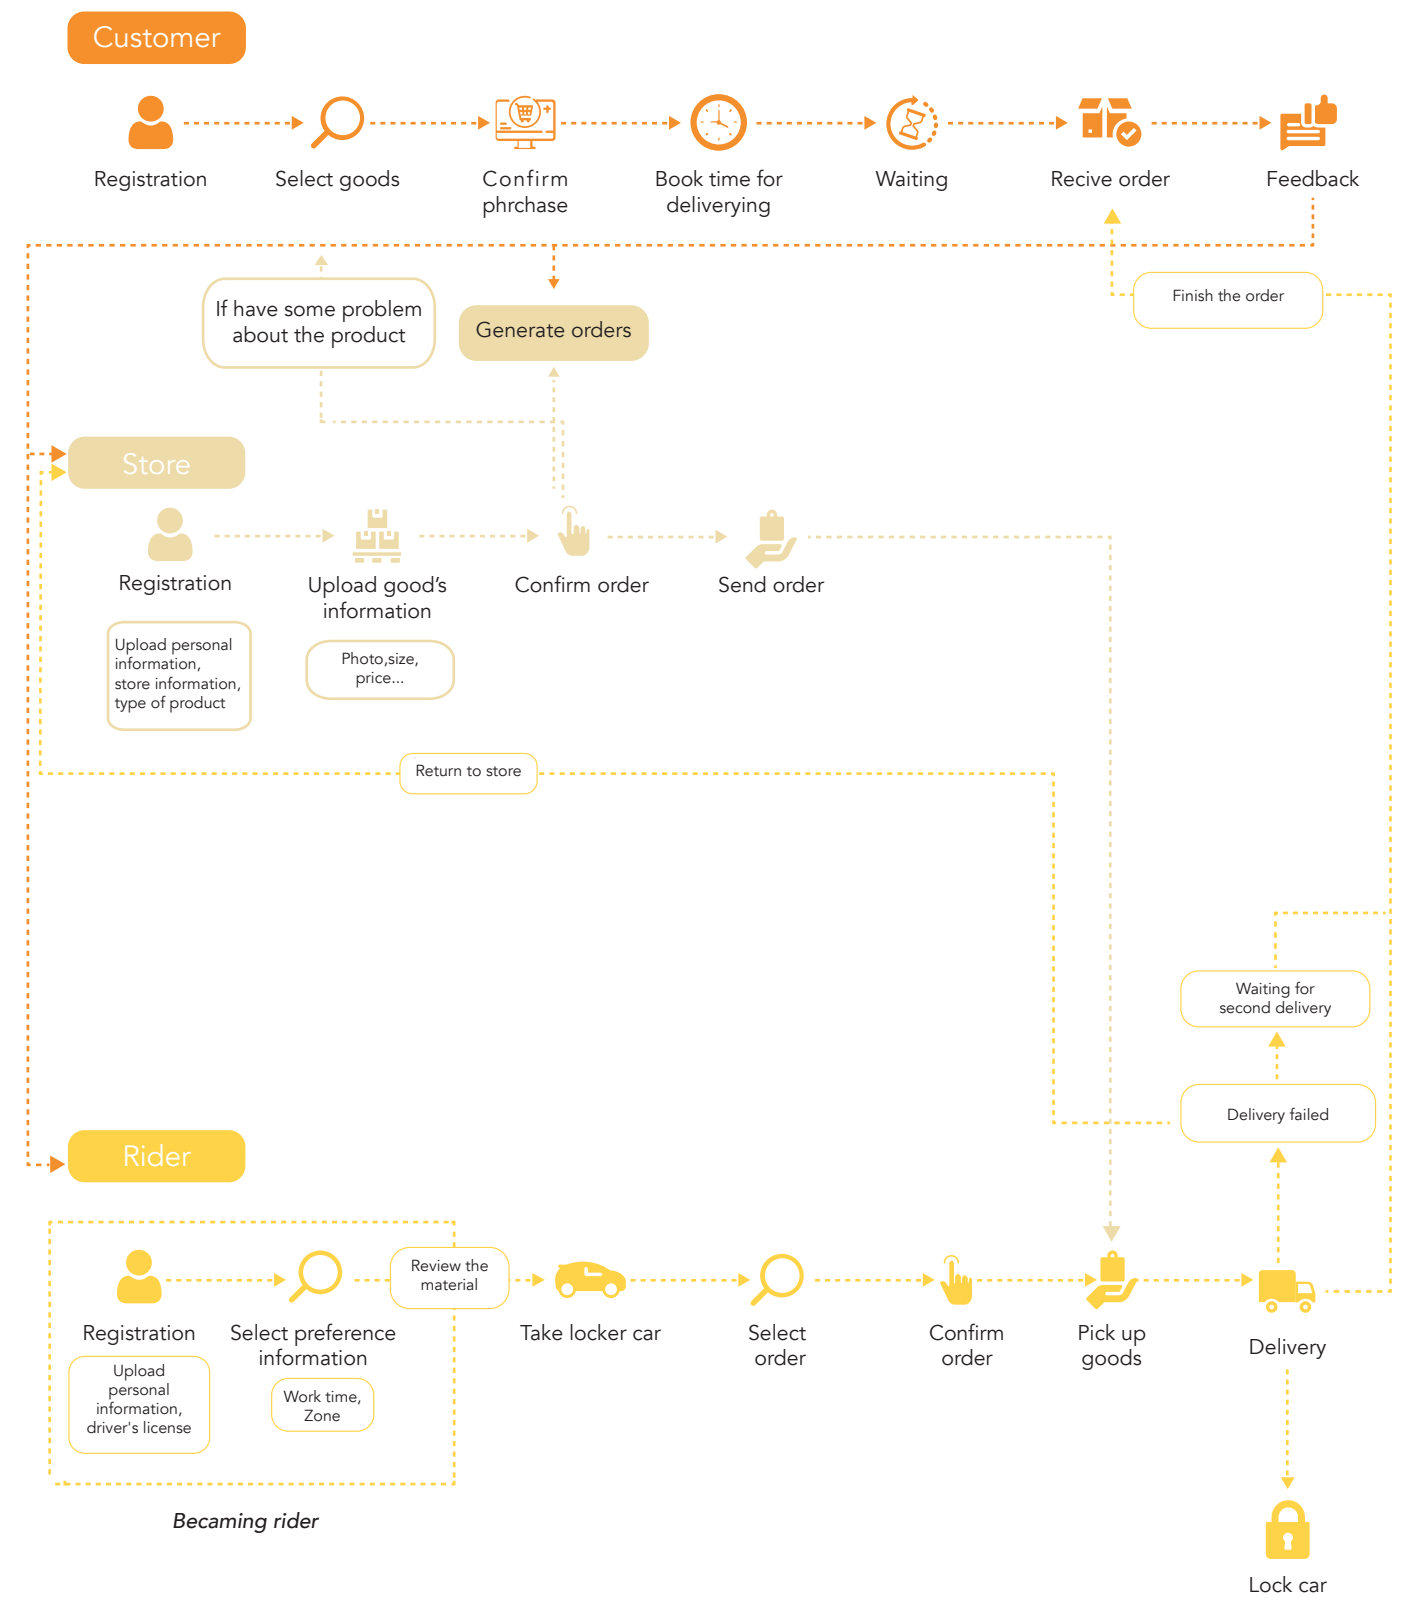 Customer
Registration
Select goods
Confirm
phrchase
Book time for
deliverying
Waiting
Recive order
Feedback
If have some problem
about the product
Generate orders
Finish the order
Store
Registration
Upload good’s
information
Confirm order
Send order
Upload personal
information,
store information,
type of product
Photo,size,
price...
Return to store
Waiting for
second delivery
Delivery failed
Rider
Review the
material
Registration
Select preference
information
Take locker car
Select
order
Confirm
order
Pick up
goods
Delivery
Upload
personal
information,
driver's license
Work time,
Zone
Becaming rider
Lock car